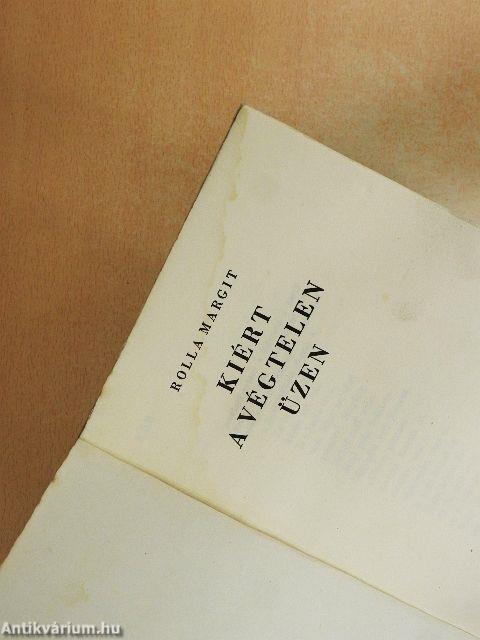 ROLLA MARGIT
KIÉRT
A VÉGTELEN
ÜZEN
Antikvárium.hu